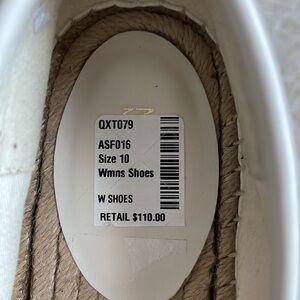 QXT079
ASF016
Size 10
Wmns Shoes
W SHOES
RETAIL $110.00